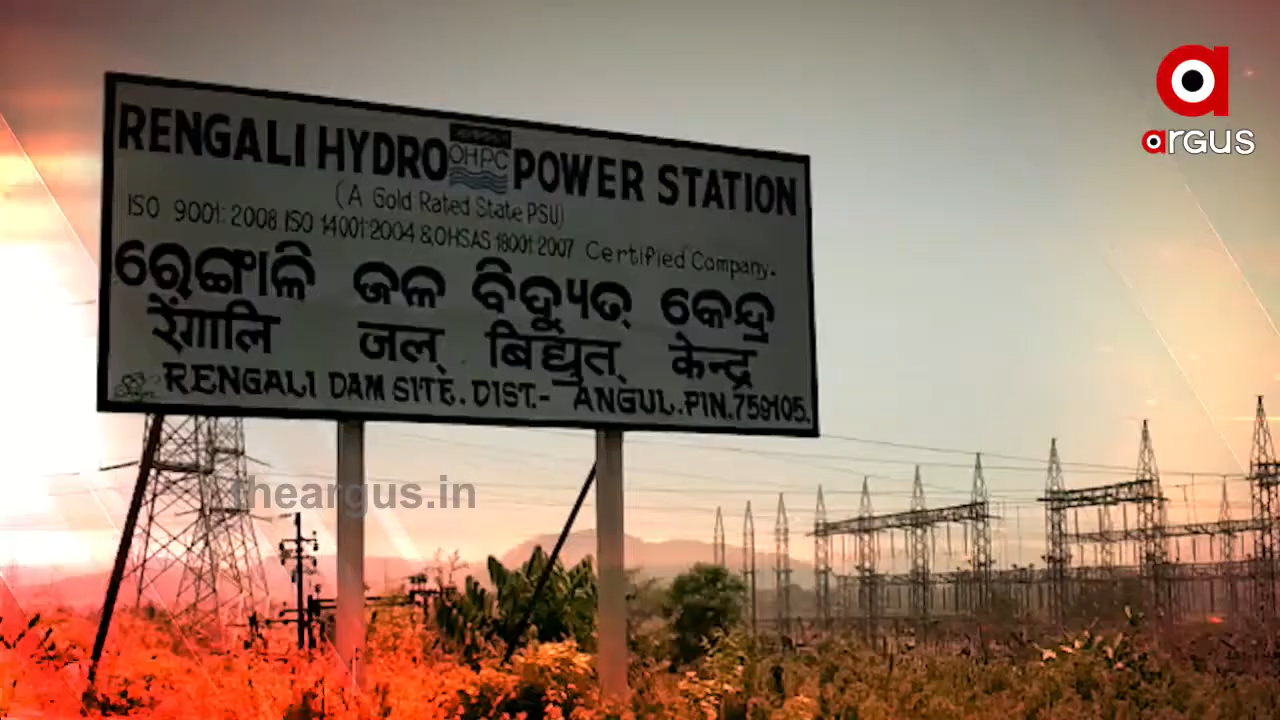 RENGALI HYDRO OHPC POWER STATION
(A Gold Rated State PSU)
ISO 9001:2008 ISO 14001:2004 & OHSAS 18001:2007 Certified Company.
ରେଙ୍ଗାଳି ଜଳ ବିଦ୍ୟୁତ୍ କେନ୍ଦ୍ର
रेंगालि जल् बिद्युत् केन्द्र
RENGALI DAM SITE. DIST.- ANGUL. PIN. 759105.
argus
theargus.in